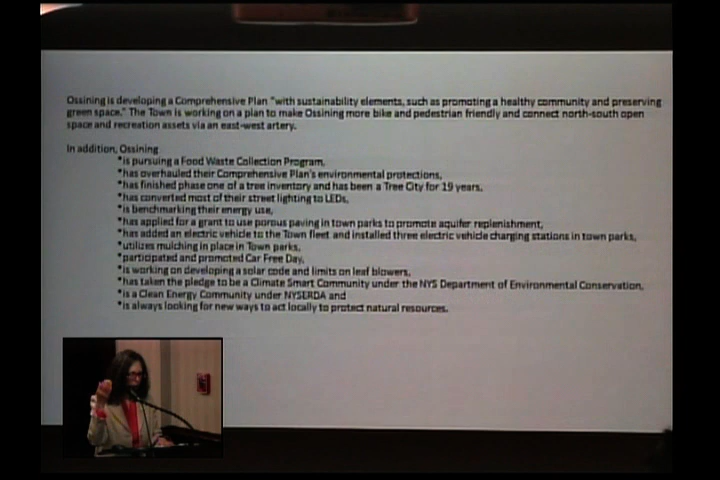 Ossining is developing a Comprehensive Plan "with sustainability elements, such as promoting a healthy community and preserving
green space." The Town is working on a plan to make Ossining more bike and pedestrian friendly and connect north-south open
space and recreation assets via an east-west artery.
In addition, Ossining
*is pursuing a Food Waste Collection Program,
*has overhauled their Comprehensive Plan's environmental protections,
*has finished phase one of a tree inventory and has been a Tree City for 19 years,
*has converted most of their street lighting to LEDs,
*is benchmarking their energy use,
*has applied for a grant to use porous paving in town parks to promote aquifer replenishment,
*has added an electric vehicle to the Town fleet and installed three electric vehicle charging stations in town parks,
*utilizes mulching in place in Town parks,
*participated and promoted Car Free Day,
*is working on developing a solar code and limits on leaf blowers,
*has taken the pledge to be a Climate Smart Community under the NYS Department of Environmental Conservation,
*is a Clean Energy Community under NYSERDA and
*is always looking for new ways to act locally to protect natural resources.